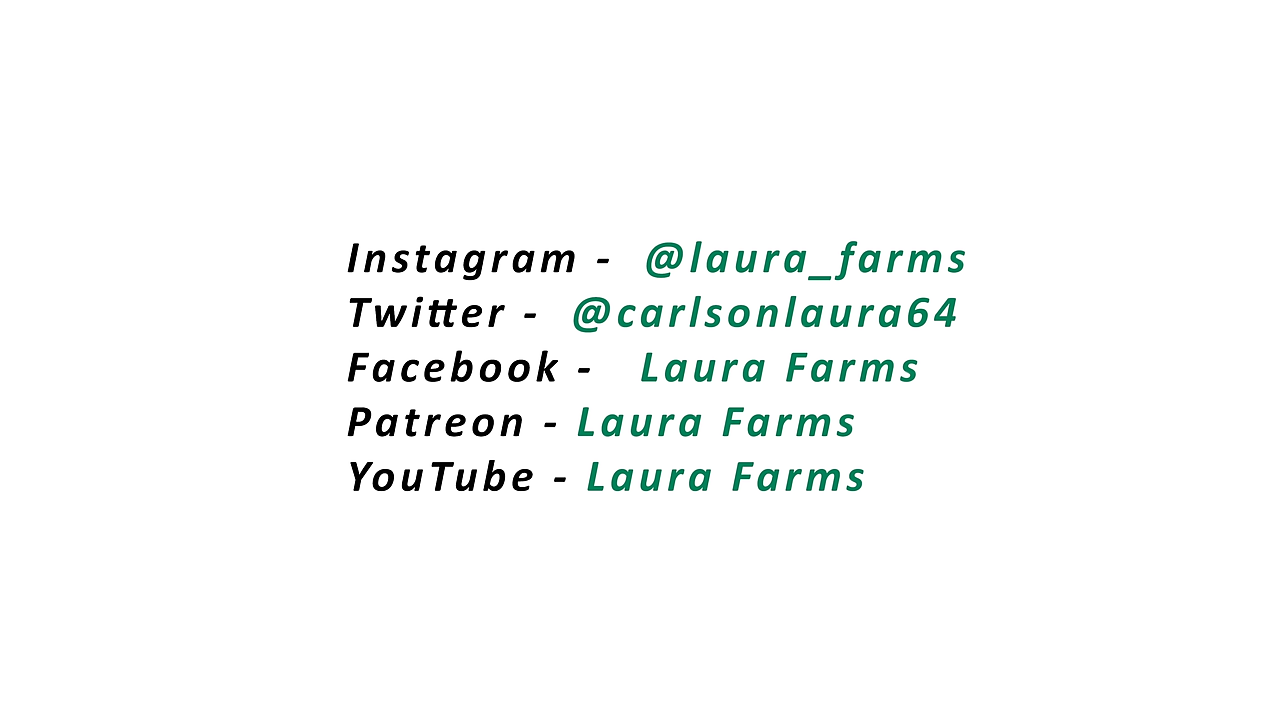 Instagram - @laura_farms
Twitter - @carlsonlaura64
Facebook - Laura Farms
Patreon - Laura Farms
YouTube - Laura Farms